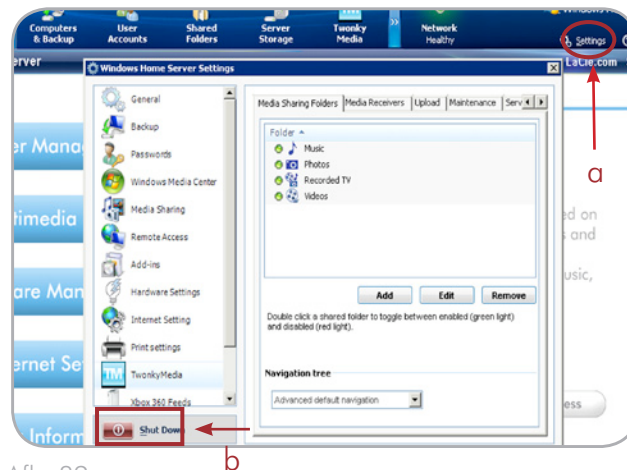 Computers & Backup
User Accounts
Shared Folders
Server Storage
Twonky Media
»
Network Healthy
Settings
erver
LaCie.com
Windows Home Server Settings
General
Backup
Passwords
Windows Media Center
Media Sharing
Remote Access
Add-ins
Hardware Settings
Internet Setting
Print settings
TM TwonkyMedia
Xbox 360 Feeds
Shut Down
Media Sharing Folders Media Receivers Upload Maintenance Serv
Folder
Music
Photos
Recorded TV
Videos
Add Edit Remove
Double click a shared folder to toggle between enabled (green light)
and disabled (red light).
Navigation tree
Advanced default navigation
er Mana
timedia
are Man
ernet Se
Inform
ed on
and
usic,
ess
a
b